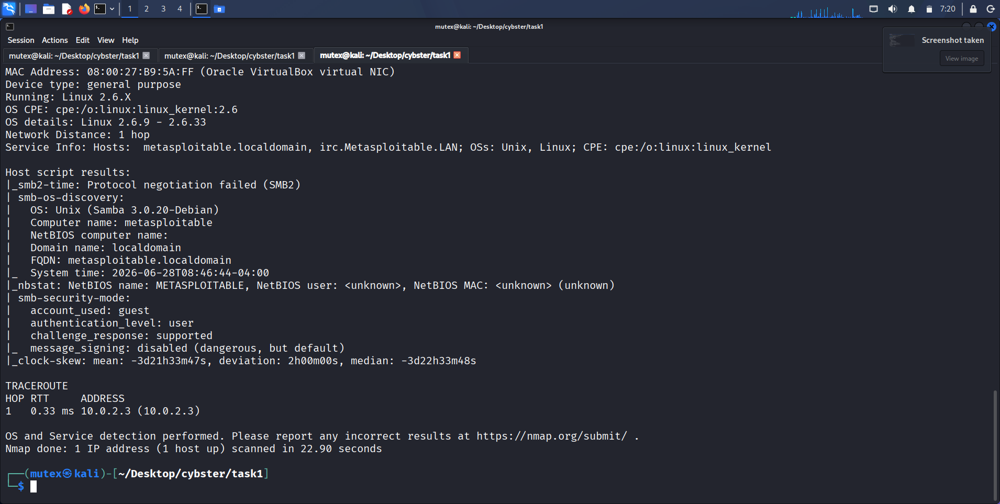 1 2 3 4 7:20
mutex@kali: ~/Desktop/cybster/task1
Session Actions Edit View Help
Screenshot taken
View image
mutex@kali: ~/Desktop/cybster/task1 mutex@kali: ~/Desktop/cybster/task1 mutex@kali: ~/Desktop/cybster/task1
MAC Address: 08:00:27:B9:5A:FF (Oracle VirtualBox virtual NIC)
Device type: general purpose
Running: Linux 2.6.X
OS CPE: cpe:/o:linux:linux_kernel:2.6
OS details: Linux 2.6.9 - 2.6.33
Network Distance: 1 hop
Service Info: Hosts:  metasploitable.localdomain, irc.Metasploitable.LAN; OSs: Unix, Linux; CPE: cpe:/o:linux:linux_kernel
Host script results:
|_smb2-time: Protocol negotiation failed (SMB2)
| smb-os-discovery:
|   OS: Unix (Samba 3.0.20-Debian)
|   Computer name: metasploitable
|   NetBIOS computer name:
|   Domain name: localdomain
|   FQDN: metasploitable.localdomain
|_  System time: 2026-06-28T08:46:44-04:00
|_nbstat: NetBIOS name: METASPLOITABLE, NetBIOS user: <unknown>, NetBIOS MAC: <unknown> (unknown)
| smb-security-mode:
|   account_used: guest
|   authentication_level: user
|   challenge_response: supported
|_  message_signing: disabled (dangerous, but default)
|_clock-skew: mean: -3d21h33m47s, deviation: 2h00m00s, median: -3d22h33m48s
TRACEROUTE
HOP RTT     ADDRESS
1   0.33 ms 10.0.2.3 (10.0.2.3)
OS and Service detection performed. Please report any incorrect results at https://nmap.org/submit/ .
Nmap done: 1 IP address (1 host up) scanned in 22.90 seconds
┌──(mutex㉿kali)-[~/Desktop/cybster/task1]
└─$